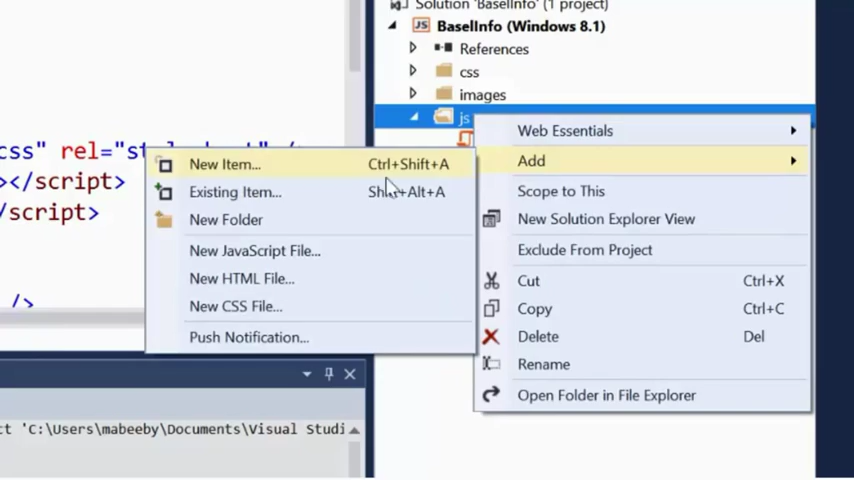 Solution 'BaselInfo' (1 project)
JS BaselInfo (Windows 8.1)
References
css
images
js
css" rel="st
></script>
/script>
/>
New Item... Ctrl+Shift+A
Existing Item... Shift+Alt+A
New Folder
New JavaScript File...
New HTML File...
New CSS File...
Push Notification...
Web Essentials
Add
Scope to This
New Solution Explorer View
Exclude From Project
Cut Ctrl+X
Copy Ctrl+C
Delete Del
Rename
Open Folder in File Explorer
ct 'C:\Users\mabeeby\Documents\Visual Studi